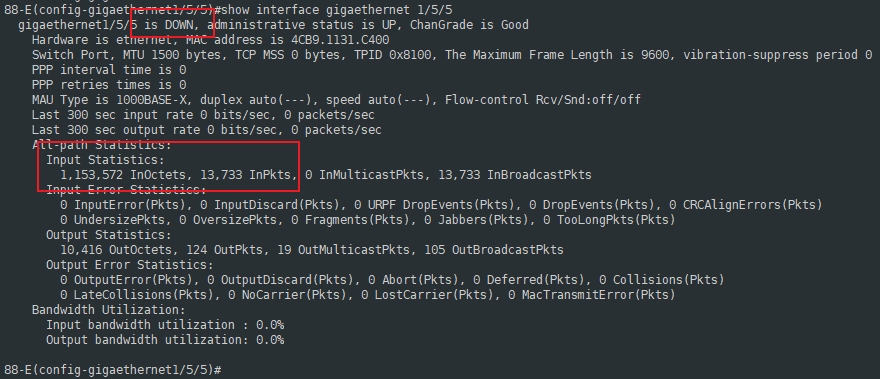 88-E(config-gigaethernet1/5/5)#show interface gigaethernet 1/5/5
gigaethernet1/5/5 is DOWN, administrative status is UP, ChanGrade is Good
Hardware is ethernet, MAC address is 4CB9.1131.C400
Switch Port, MTU 1500 bytes, TCP MSS 0 bytes, TPID 0x8100, The Maximum Frame Length is 9600, vibration-suppress period 0
PPP interval time is 0
PPP retries times is 0
MAU Type is 1000BASE-X, duplex auto(---), speed auto(---), Flow-control Rcv/Snd:off/off
Last 300 sec input rate 0 bits/sec, 0 packets/sec
Last 300 sec output rate 0 bits/sec, 0 packets/sec
All-path Statistics:
Input Statistics:
1,153,572 InOctets, 13,733 InPkts, 0 InMulticastPkts, 13,733 InBroadcastPkts
Input Error Statistics:
0 InputError(Pkts), 0 InputDiscard(Pkts), 0 URPF DropEvents(Pkts), 0 DropEvents(Pkts), 0 CRCAlignErrors(Pkts)
0 UndersizePkts, 0 OversizePkts, 0 Fragments(Pkts), 0 Jabbers(Pkts), 0 TooLongPkts(Pkts)
Output Statistics:
10,416 OutOctets, 124 OutPkts, 19 OutMulticastPkts, 105 OutBroadcastPkts
Output Error Statistics:
0 OutputError(Pkts), 0 OutputDiscard(Pkts), 0 Abort(Pkts), 0 Deferred(Pkts), 0 Collisions(Pkts)
0 LateCollisions(Pkts), 0 NoCarrier(Pkts), 0 LostCarrier(Pkts), 0 MacTransmitError(Pkts)
Bandwidth Utilization:
Input bandwidth utilization : 0.0%
Output bandwidth utilization: 0.0%
88-E(config-gigaethernet1/5/5)#